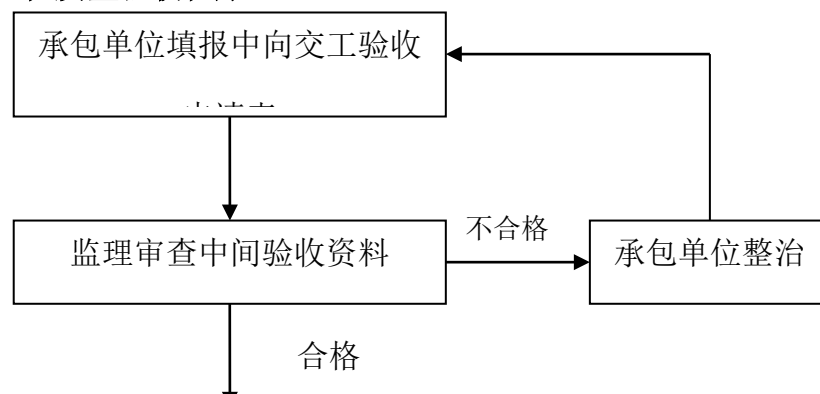 承包单位填报中向交工验收
监理审查中间验收资料
不合格
承包单位整治
合格